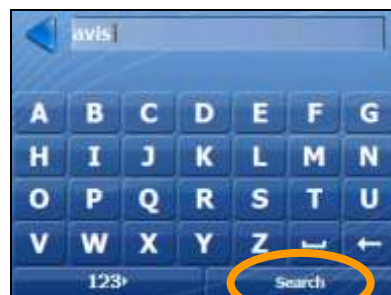 avis
A B C D E F G
H I J K L M N
O P Q R S T U
V W X Y Z
123
Search